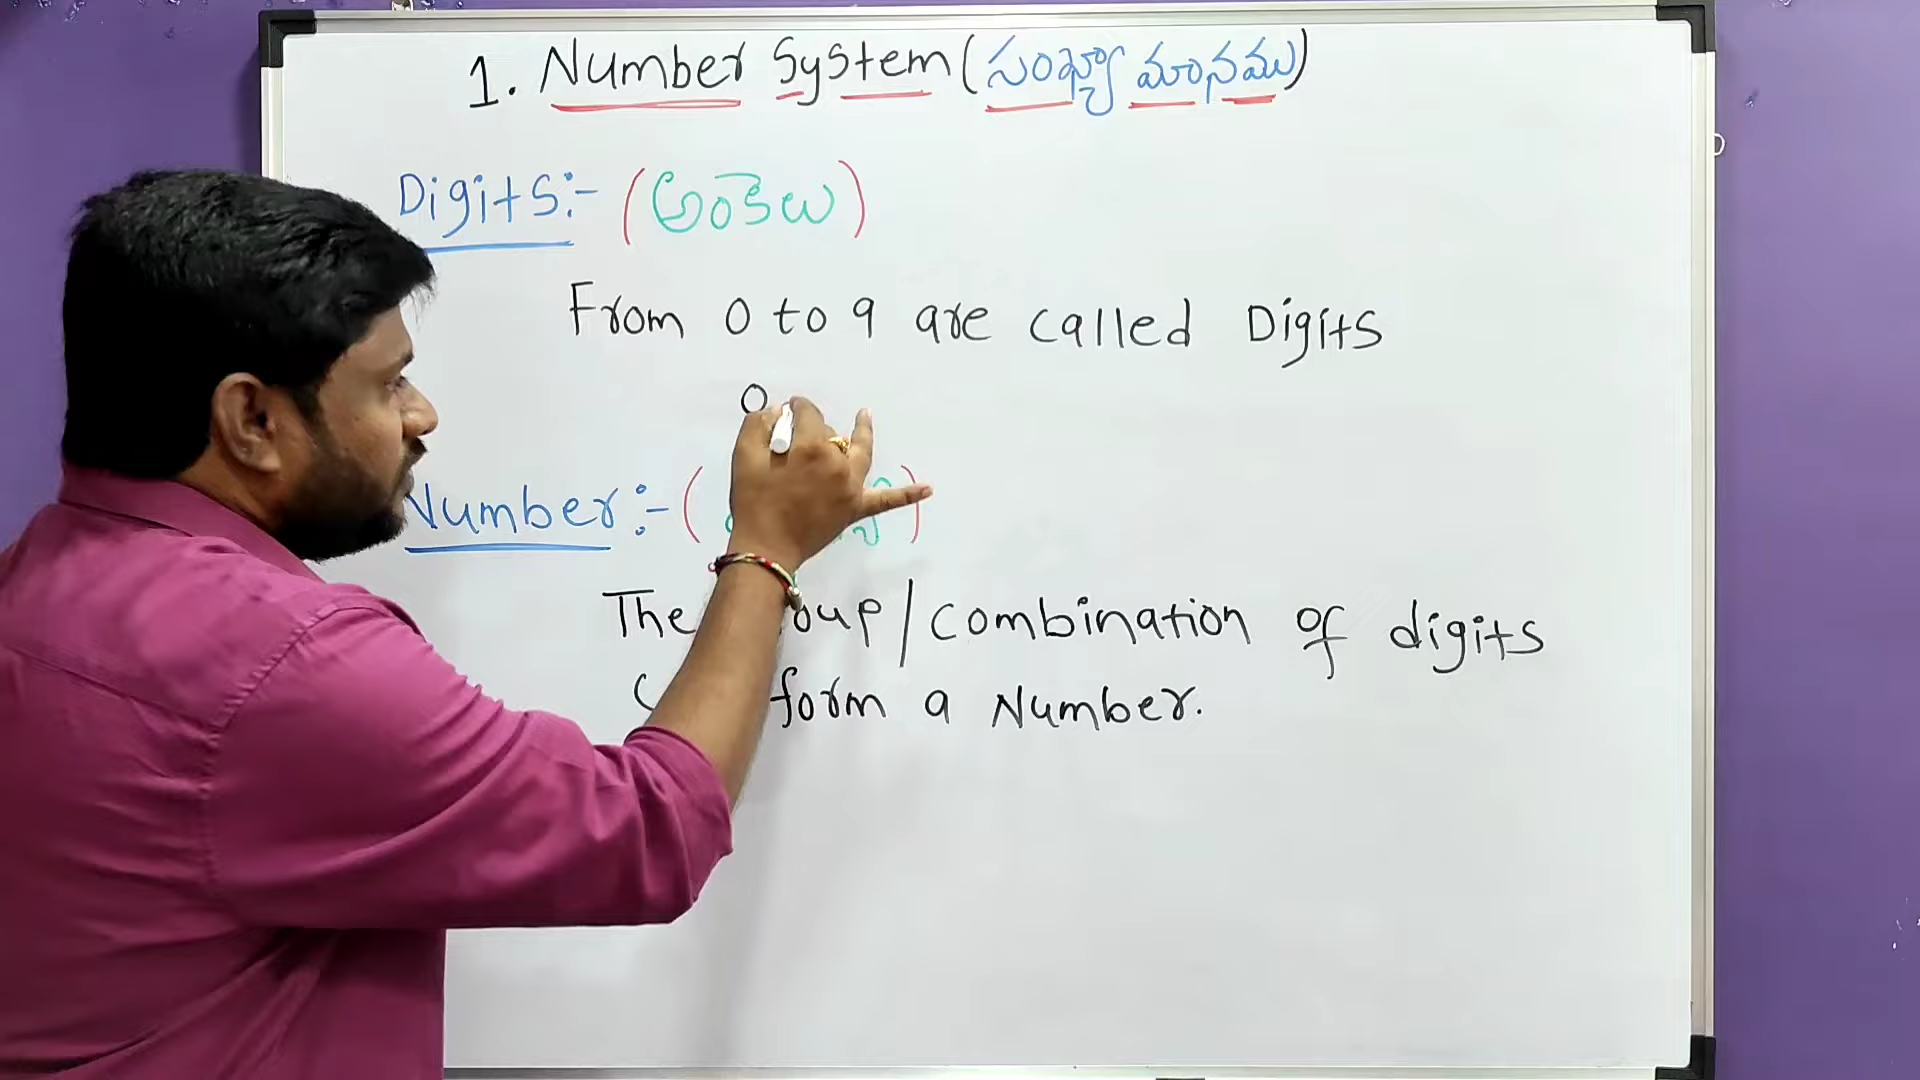 1. Number System (సంఖ్యా మానము)
Digits:- (అంకెలు)
From 0 to 9 are called Digits
0
Number:- ( )
The / combination of digits
form a Number.